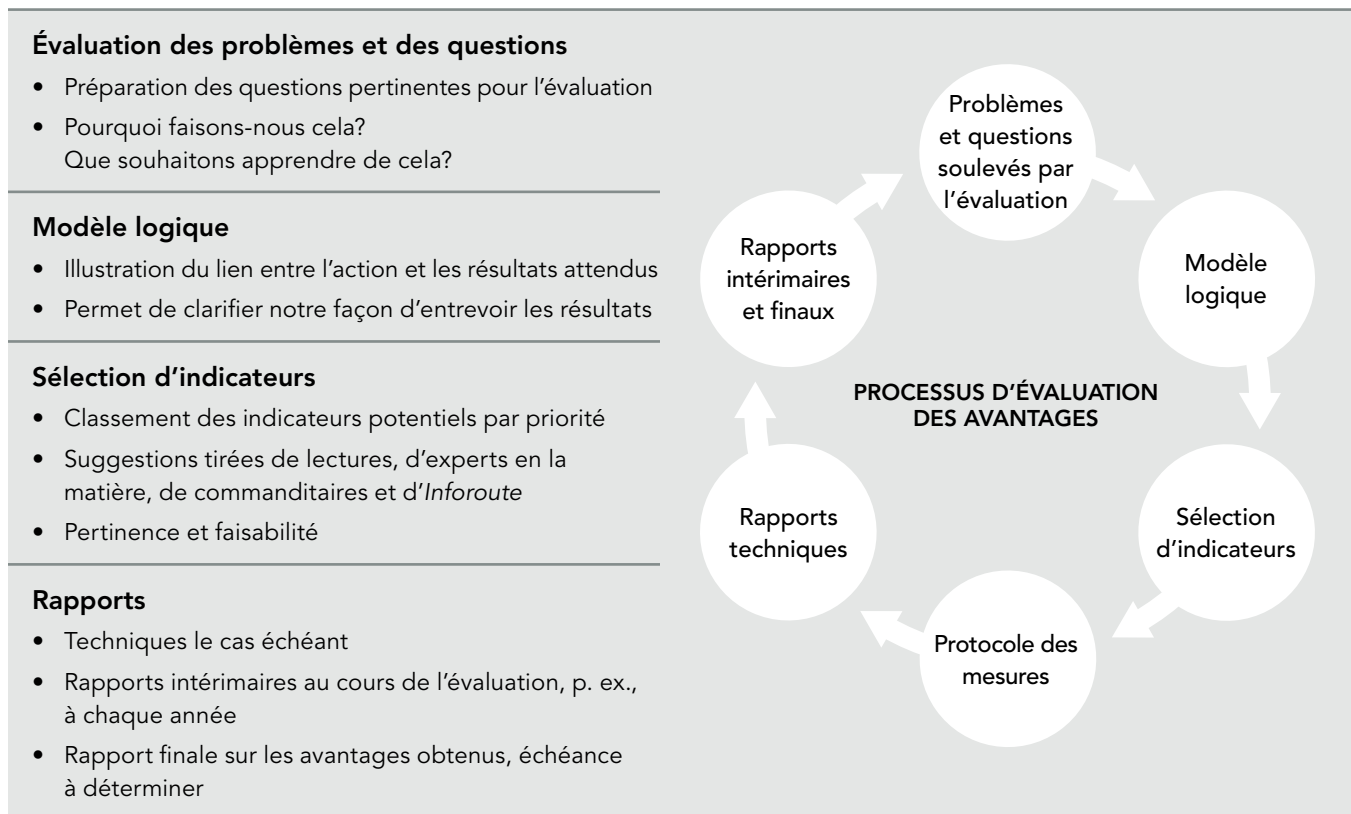 Évaluation des problèmes et des questions
• Préparation des questions pertinentes pour l'évaluation
• Pourquoi faisons-nous cela?
Que souhaitons apprendre de cela?
Modèle logique
• Illustration du lien entre l'action et les résultats attendus
• Permet de clarifier notre façon d'entrevoir les résultats
Sélection d'indicateurs
• Classement des indicateurs potentiels par priorité
• Suggestions tirées de lectures, d'experts en la
matière, de commanditaires et d'Inforoute
• Pertinence et faisabilité
Rapports
• Techniques le cas échéant
• Rapports intérimaires au cours de l'évaluation, p. ex.,
à chaque année
• Rapport finale sur les avantages obtenus, échéance
à déterminer
PROCESSUS D'ÉVALUATION
DES AVANTAGES
Problèmes
et questions
soulevés par
l'évaluation
Modèle
logique
Sélection
d'indicateurs
Protocole des
mesures
Rapports
techniques
Rapports
intérimaires
et finaux